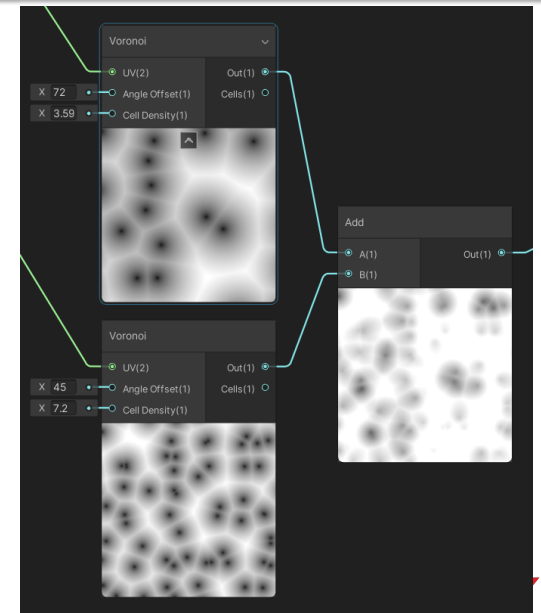 Voronoi
UV(2) Out(1)
X 72 Angle Offset(1) Cells(1)
X 3.59 Cell Density(1)
Add
A(1) Out(1)
B(1)
Voronoi
UV(2) Out(1)
X 45 Angle Offset(1) Cells(1)
X 7.2 Cell Density(1)